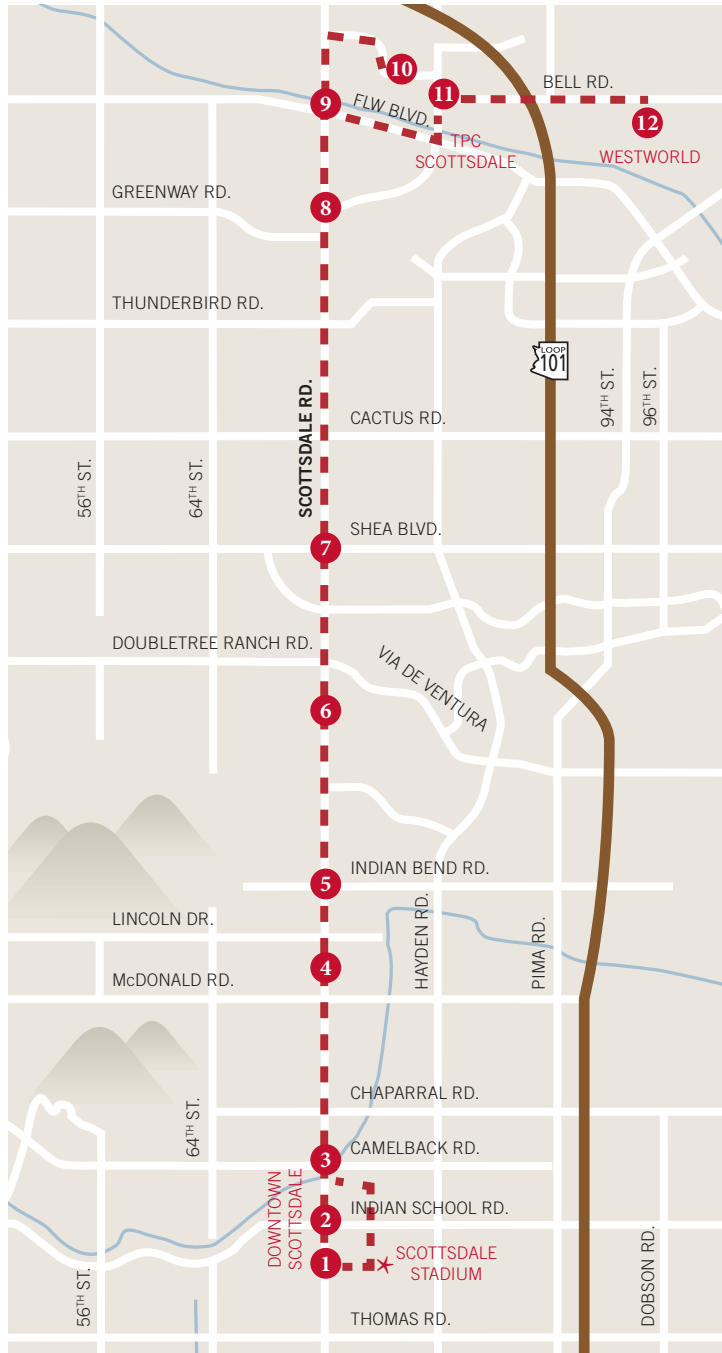 10
BELL RD.
11
9
FLW BLVD.
12
TPC
SCOTTSDALE
WESTWORLD
GREENWAY RD.
8
THUNDERBIRD RD.
LOOP
101
SCOTTSDALE RD.
CACTUS RD.
94TH ST.
96TH ST.
56TH ST.
64TH ST.
SHEA BLVD.
7
DOUBLETREE RANCH RD.
VIA DE VENTURA
6
INDIAN BEND RD.
5
HAYDEN RD.
PIMA RD.
LINCOLN DR.
4
McDONALD RD.
CHAPARRAL RD.
64TH ST.
CAMELBACK RD.
3
DOWNTOWN
SCOTTSDALE
INDIAN SCHOOL RD.
2
1
SCOTTSDALE
STADIUM
56TH ST.
DOBSON RD.
THOMAS RD.